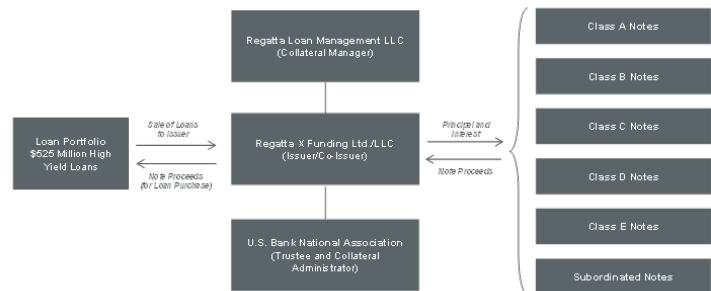 Regatta Loan Management LLC
(Collateral Manager)
Class A Notes
Class B Notes
Class C Notes
Class D Notes
Class E Notes
Subordinated Notes
Loan Portfolio
$525 Million High
Yield Loans
Sale of Loans
to Issuer
Note Proceeds
(for Loan Purchase)
Regatta X Funding Ltd./LLC
(Issuer/Co-Issuer)
Principal and
Interest
Note Proceeds
U.S. Bank National Association
(Trustee and Collateral
Administrator)